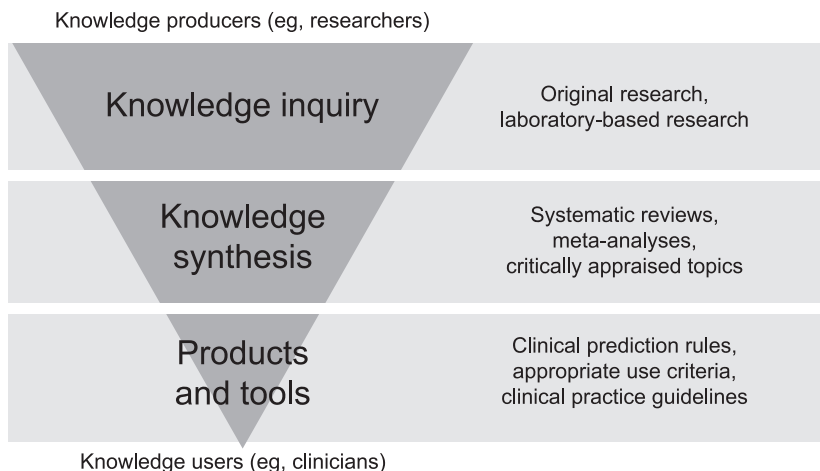 Knowledge producers (eg, researchers)
Knowledge inquiry
Original research,
laboratory-based research
Knowledge
synthesis
Systematic reviews,
meta-analyses,
critically appraised topics
Products
and tools
Clinical prediction rules,
appropriate use criteria,
clinical practice guidelines
Knowledge users (eg, clinicians)